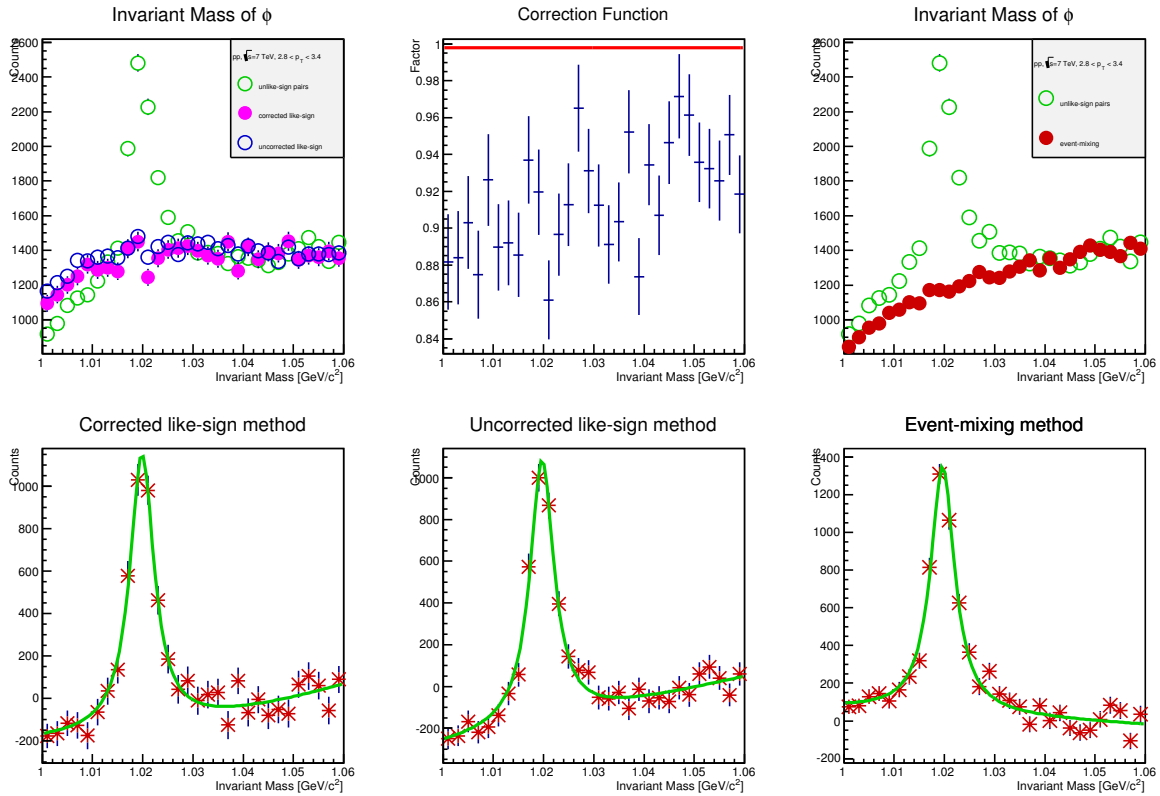 Invariant Mass of ϕ
Counts
2600
2400
2200
2000
1800
1600
1400
1200
1000
pp, √s=7 TeV, 2.8 < p_T < 3.4
unlike-sign pairs
corrected like-sign
uncorrected like-sign
1 1.01 1.02 1.03 1.04 1.05 1.06
Invariant Mass [GeV/c²]
Correction Function
Factor
1
0.98
0.96
0.94
0.92
0.9
0.88
0.86
0.84
1 1.01 1.02 1.03 1.04 1.05 1.06
Invariant Mass [GeV/c²]
Invariant Mass of ϕ
Counts
2600
2400
2200
2000
1800
1600
1400
1200
1000
pp, √s=7 TeV, 2.8 < p_T < 3.4
unlike-sign pairs
event-mixing
1 1.01 1.02 1.03 1.04 1.05 1.06
Invariant Mass [GeV/c²]
Corrected like-sign method
Counts
1000
800
600
400
200
0
-200
1 1.01 1.02 1.03 1.04 1.05 1.06
Invariant Mass [GeV/c²]
Uncorrected like-sign method
Counts
1000
800
600
400
200
0
-200
1 1.01 1.02 1.03 1.04 1.05 1.06
Invariant Mass [GeV/c²]
Event-mixing method
Counts
1400
1200
1000
800
600
400
200
0
-200
1 1.01 1.02 1.03 1.04 1.05 1.06
Invariant Mass [GeV/c²]